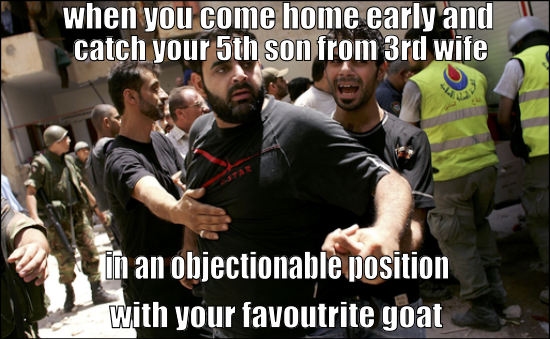 when you come home early and
catch your 5th son from 3rd wife
STAR
in an objectionable position
with your favoutrite goat